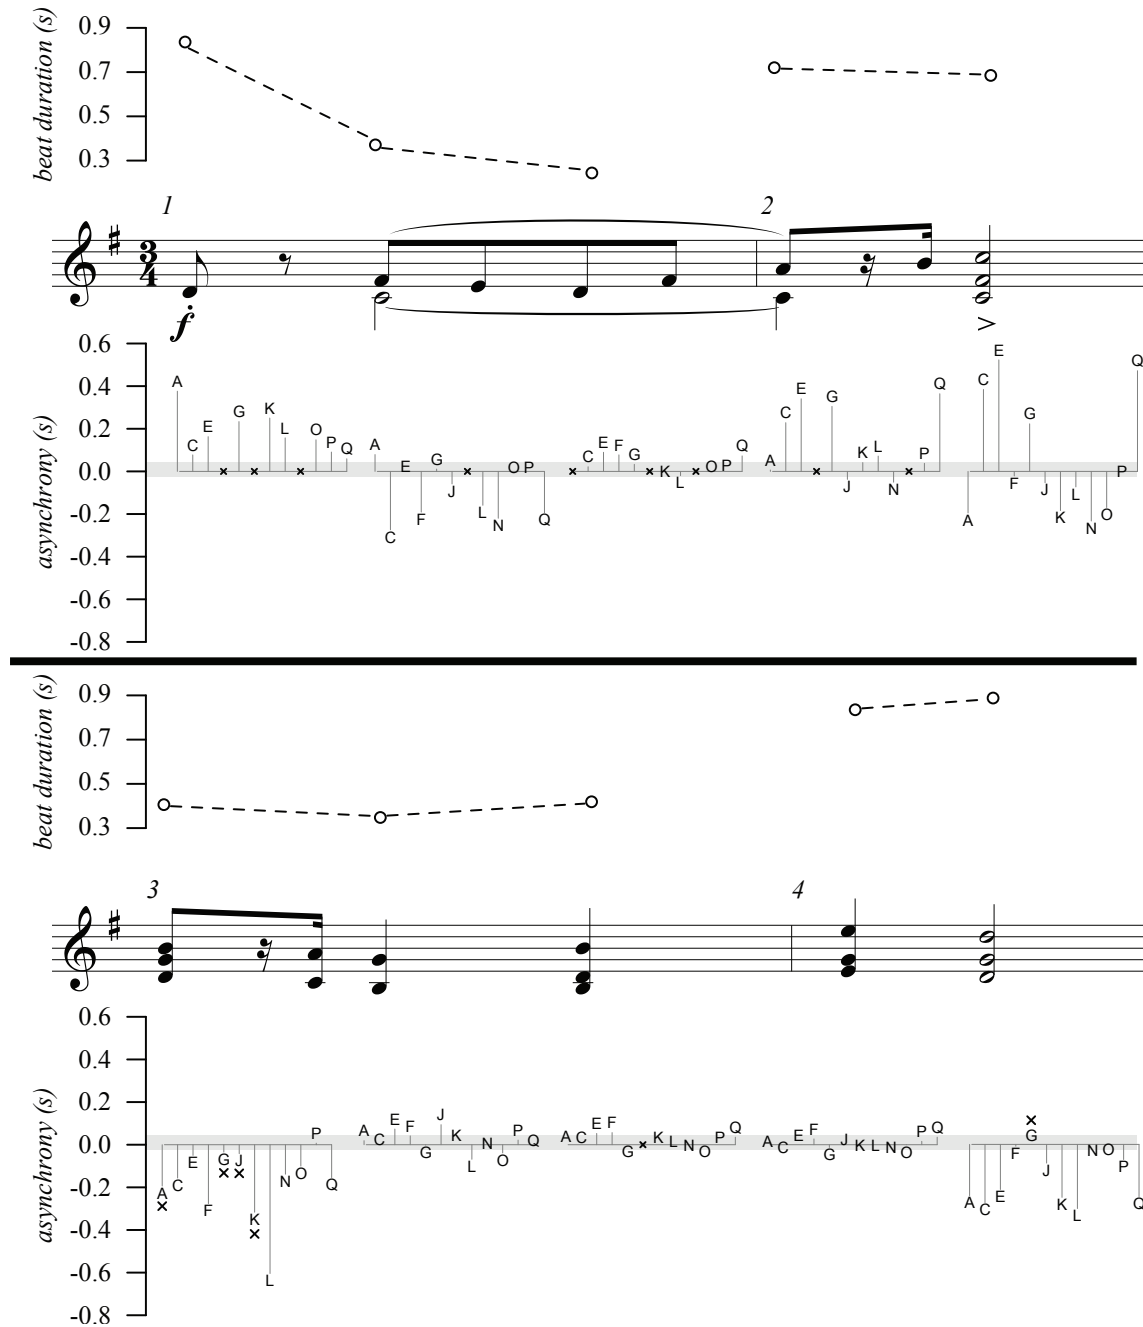 beat duration (s)
0.9
0.7
0.5
0.3
1
2
3
4
f
asynchrony (s)
0.6
0.4
0.2
0.0
-0.2
-0.4
-0.6
-0.8
A C E × G × K L × O P Q
A C E F G J × L N O P Q
× C E F G × K L × O P Q
A C E × G J K L N × P Q
A C E F G J K L N O P Q
beat duration (s)
0.9
0.7
0.5
0.3
3
4
asynchrony (s)
0.6
0.4
0.2
0.0
-0.2
-0.4
-0.6
-0.8
A C E F G J K L N O P Q
× × × ×
A C E F G J K L N O P Q
A C E F G × K L N O P Q
A C E F G J K L N O P Q
×
A C E F G J K L N O P Q